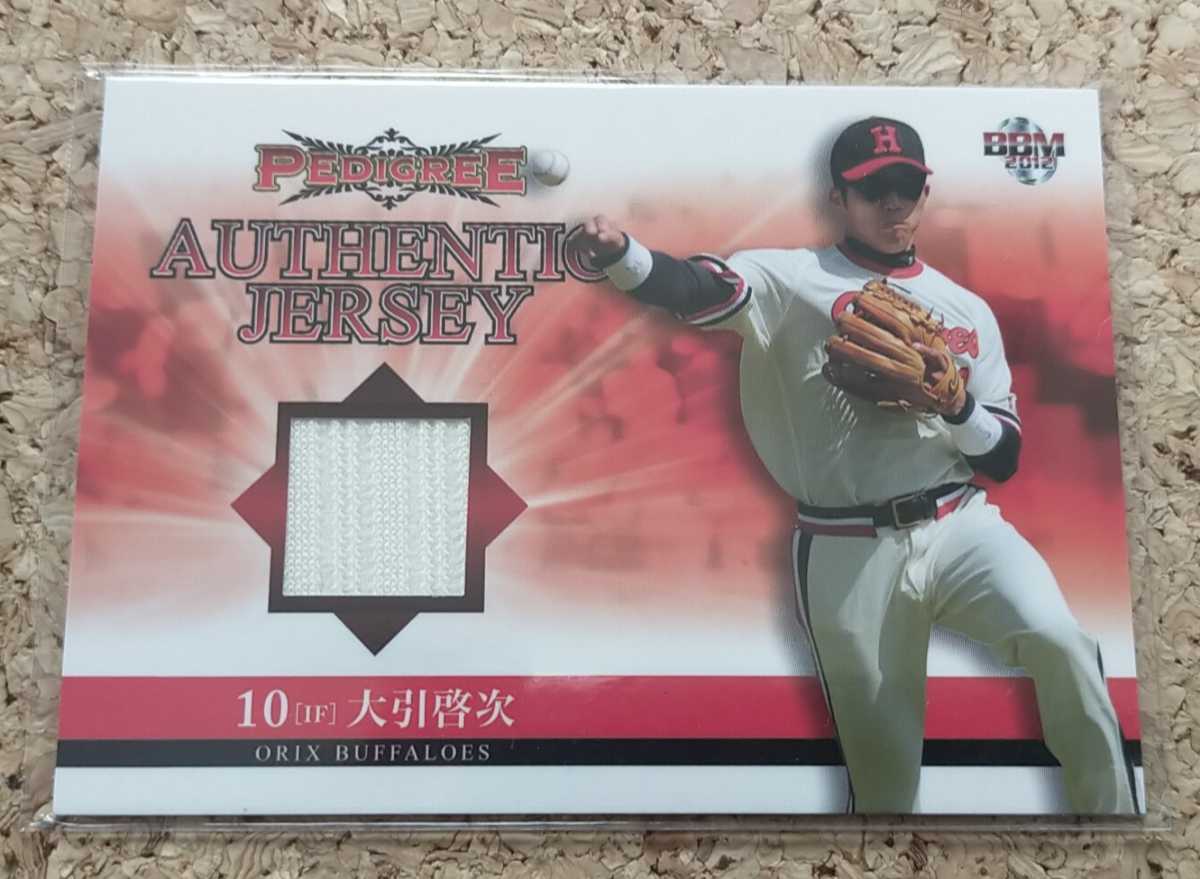 PEDIGREE
AUTHENTIC
JERSEY
H
BBM
2012
10 [IF] 大引啓次
ORIX BUFFALOES